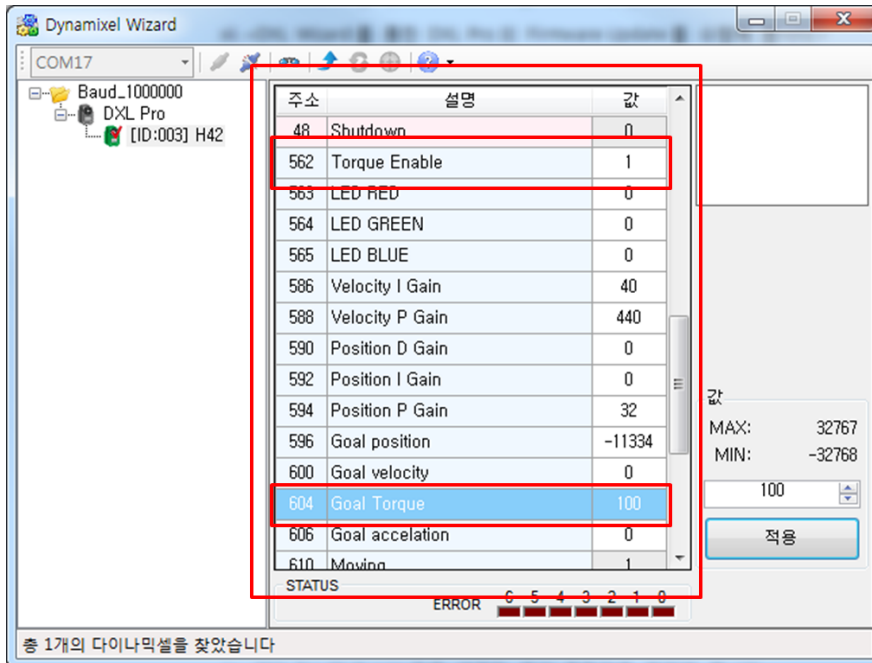 Dynamixel Wizard
COM17
Baud_1000000
DXL Pro
[ID:003] H42
주소 설명 값
48 Shutdown 0
562 Torque Enable 1
563 LED RED 0
564 LED GREEN 0
565 LED BLUE 0
586 Velocity I Gain 40
588 Velocity P Gain 440
590 Position D Gain 0
592 Position I Gain 0
594 Position P Gain 32
596 Goal position -11334
600 Goal velocity 0
604 Goal Torque 100
606 Goal accelation 0
610 Moving 1
값
MAX: 32767
MIN: -32768
100
적용
STATUS
ERROR 6 5 4 3 2 1 0
총 1개의 다이나믹셀을 찾았습니다